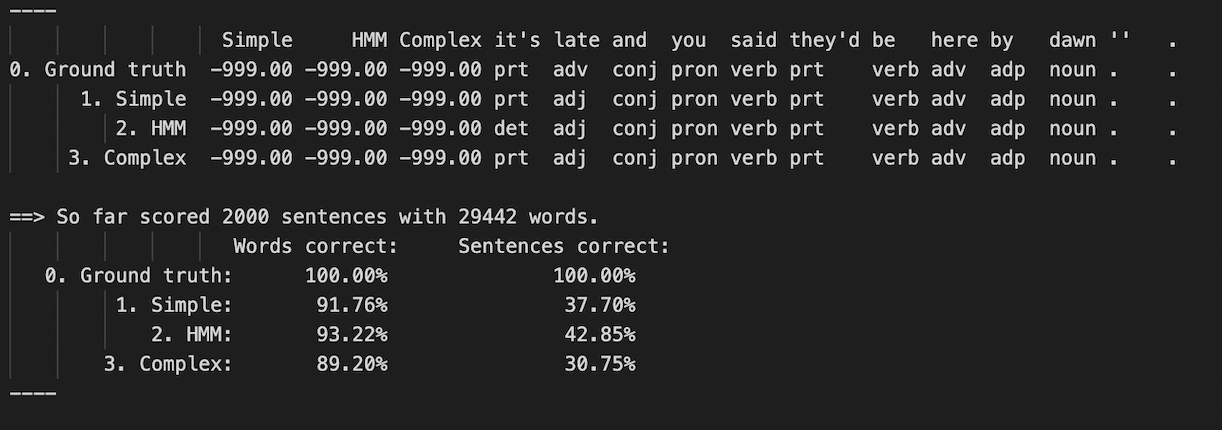 ----
Simple HMM Complex it's late and you said they'd be here by dawn '' .
0. Ground truth -999.00 -999.00 -999.00 prt adv conj pron verb prt verb adv adp noun . .
1. Simple -999.00 -999.00 -999.00 prt adj conj pron verb prt verb adv adp noun . .
2. HMM -999.00 -999.00 -999.00 det adj conj pron verb prt verb adv adp noun . .
3. Complex -999.00 -999.00 -999.00 prt adj conj pron verb prt verb adv adp noun . .
==> So far scored 2000 sentences with 29442 words.
Words correct: Sentences correct:
0. Ground truth: 100.00% 100.00%
1. Simple: 91.76% 37.70%
2. HMM: 93.22% 42.85%
3. Complex: 89.20% 30.75%
----